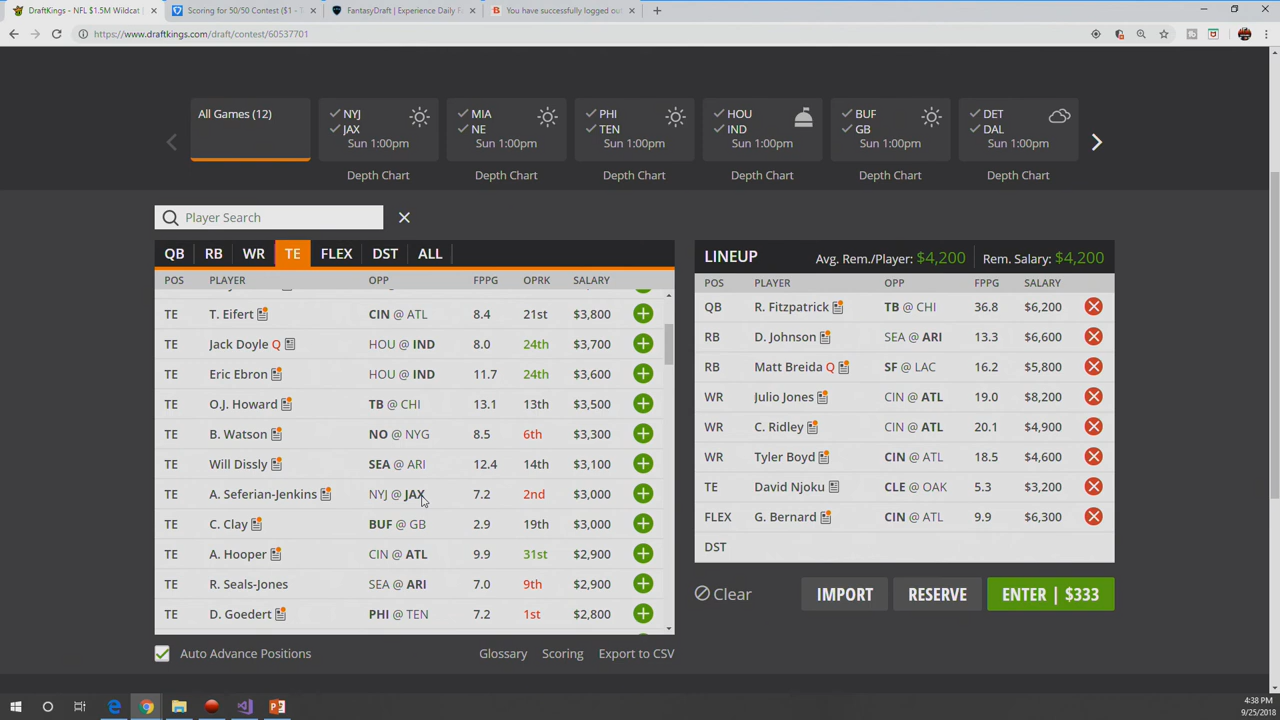 DraftKings - NFL $1.5M Wildcat
Scoring for 50/50 Contest ($1 - T
FantasyDraft | Experience Daily F
You have successfully logged ou
https://www.draftkings.com/draft/contest/60537701
All Games (12)
NYJ
JAX
Sun 1:00pm
Depth Chart
MIA
NE
Sun 1:00pm
Depth Chart
PHI
TEN
Sun 1:00pm
Depth Chart
HOU
IND
Sun 1:00pm
Depth Chart
BUF
GB
Sun 1:00pm
Depth Chart
DET
DAL
Sun 1:00pm
Depth Chart
Player Search
QB RB WR TE FLEX DST ALL
POS PLAYER OPP FPPG OPRK SALARY
TE T. Eifert CIN @ ATL 8.4 21st $3,800
TE Jack Doyle Q HOU @ IND 8.0 24th $3,700
TE Eric Ebron HOU @ IND 11.7 24th $3,600
TE O.J. Howard TB @ CHI 13.1 13th $3,500
TE B. Watson NO @ NYG 8.5 6th $3,300
TE Will Dissly SEA @ ARI 12.4 14th $3,100
TE A. Seferian-Jenkins NYJ @ JAX 7.2 2nd $3,000
TE C. Clay BUF @ GB 2.9 19th $3,000
TE A. Hooper CIN @ ATL 9.9 31st $2,900
TE R. Seals-Jones SEA @ ARI 7.0 9th $2,900
TE D. Goedert PHI @ TEN 7.2 1st $2,800
Auto Advance Positions Glossary Scoring Export to CSV
LINEUP Avg. Rem./Player: $4,200 Rem. Salary: $4,200
POS PLAYER OPP FPPG SALARY
QB R. Fitzpatrick TB @ CHI 36.8 $6,200
RB D. Johnson SEA @ ARI 13.3 $6,600
RB Matt Breida Q SF @ LAC 16.2 $5,800
WR Julio Jones CIN @ ATL 19.0 $8,200
WR C. Ridley CIN @ ATL 20.1 $4,900
WR Tyler Boyd CIN @ ATL 18.5 $4,600
TE David Njoku CLE @ OAK 5.3 $3,200
FLEX G. Bernard CIN @ ATL 9.9 $6,300
DST
Clear IMPORT RESERVE ENTER | $333
4:38 PM
9/25/2018